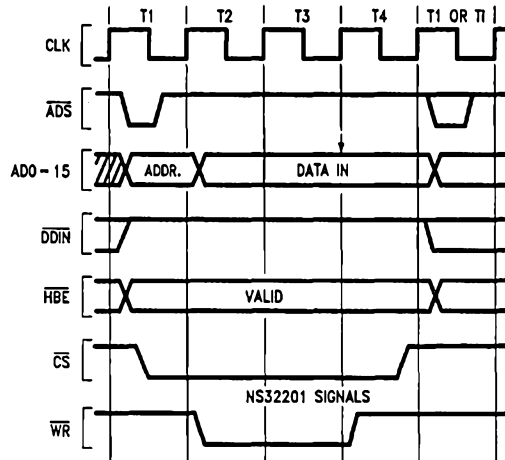 T1 T2 T3 T4 T1 OR TI
CLK
ADS
AD0-15 ADDR. DATA IN
DDIN
HBE VALID
CS
NS32201 SIGNALS
WR